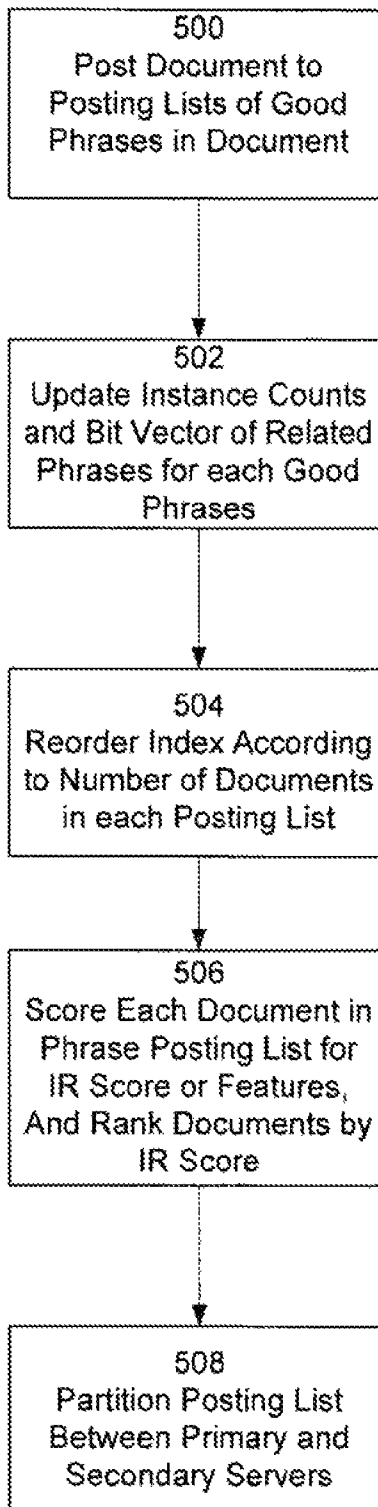 500
Post Document to
Posting Lists of Good
Phrases in Document
502
Update Instance Counts
and Bit Vector of Related
Phrases for each Good
Phrases
504
Reorder Index According
to Number of Documents
in each Posting List
506
Score Each Document in
Phrase Posting List for
IR Score or Features,
And Rank Documents by
IR Score
508
Partition Posting List
Between Primary and
Secondary Servers